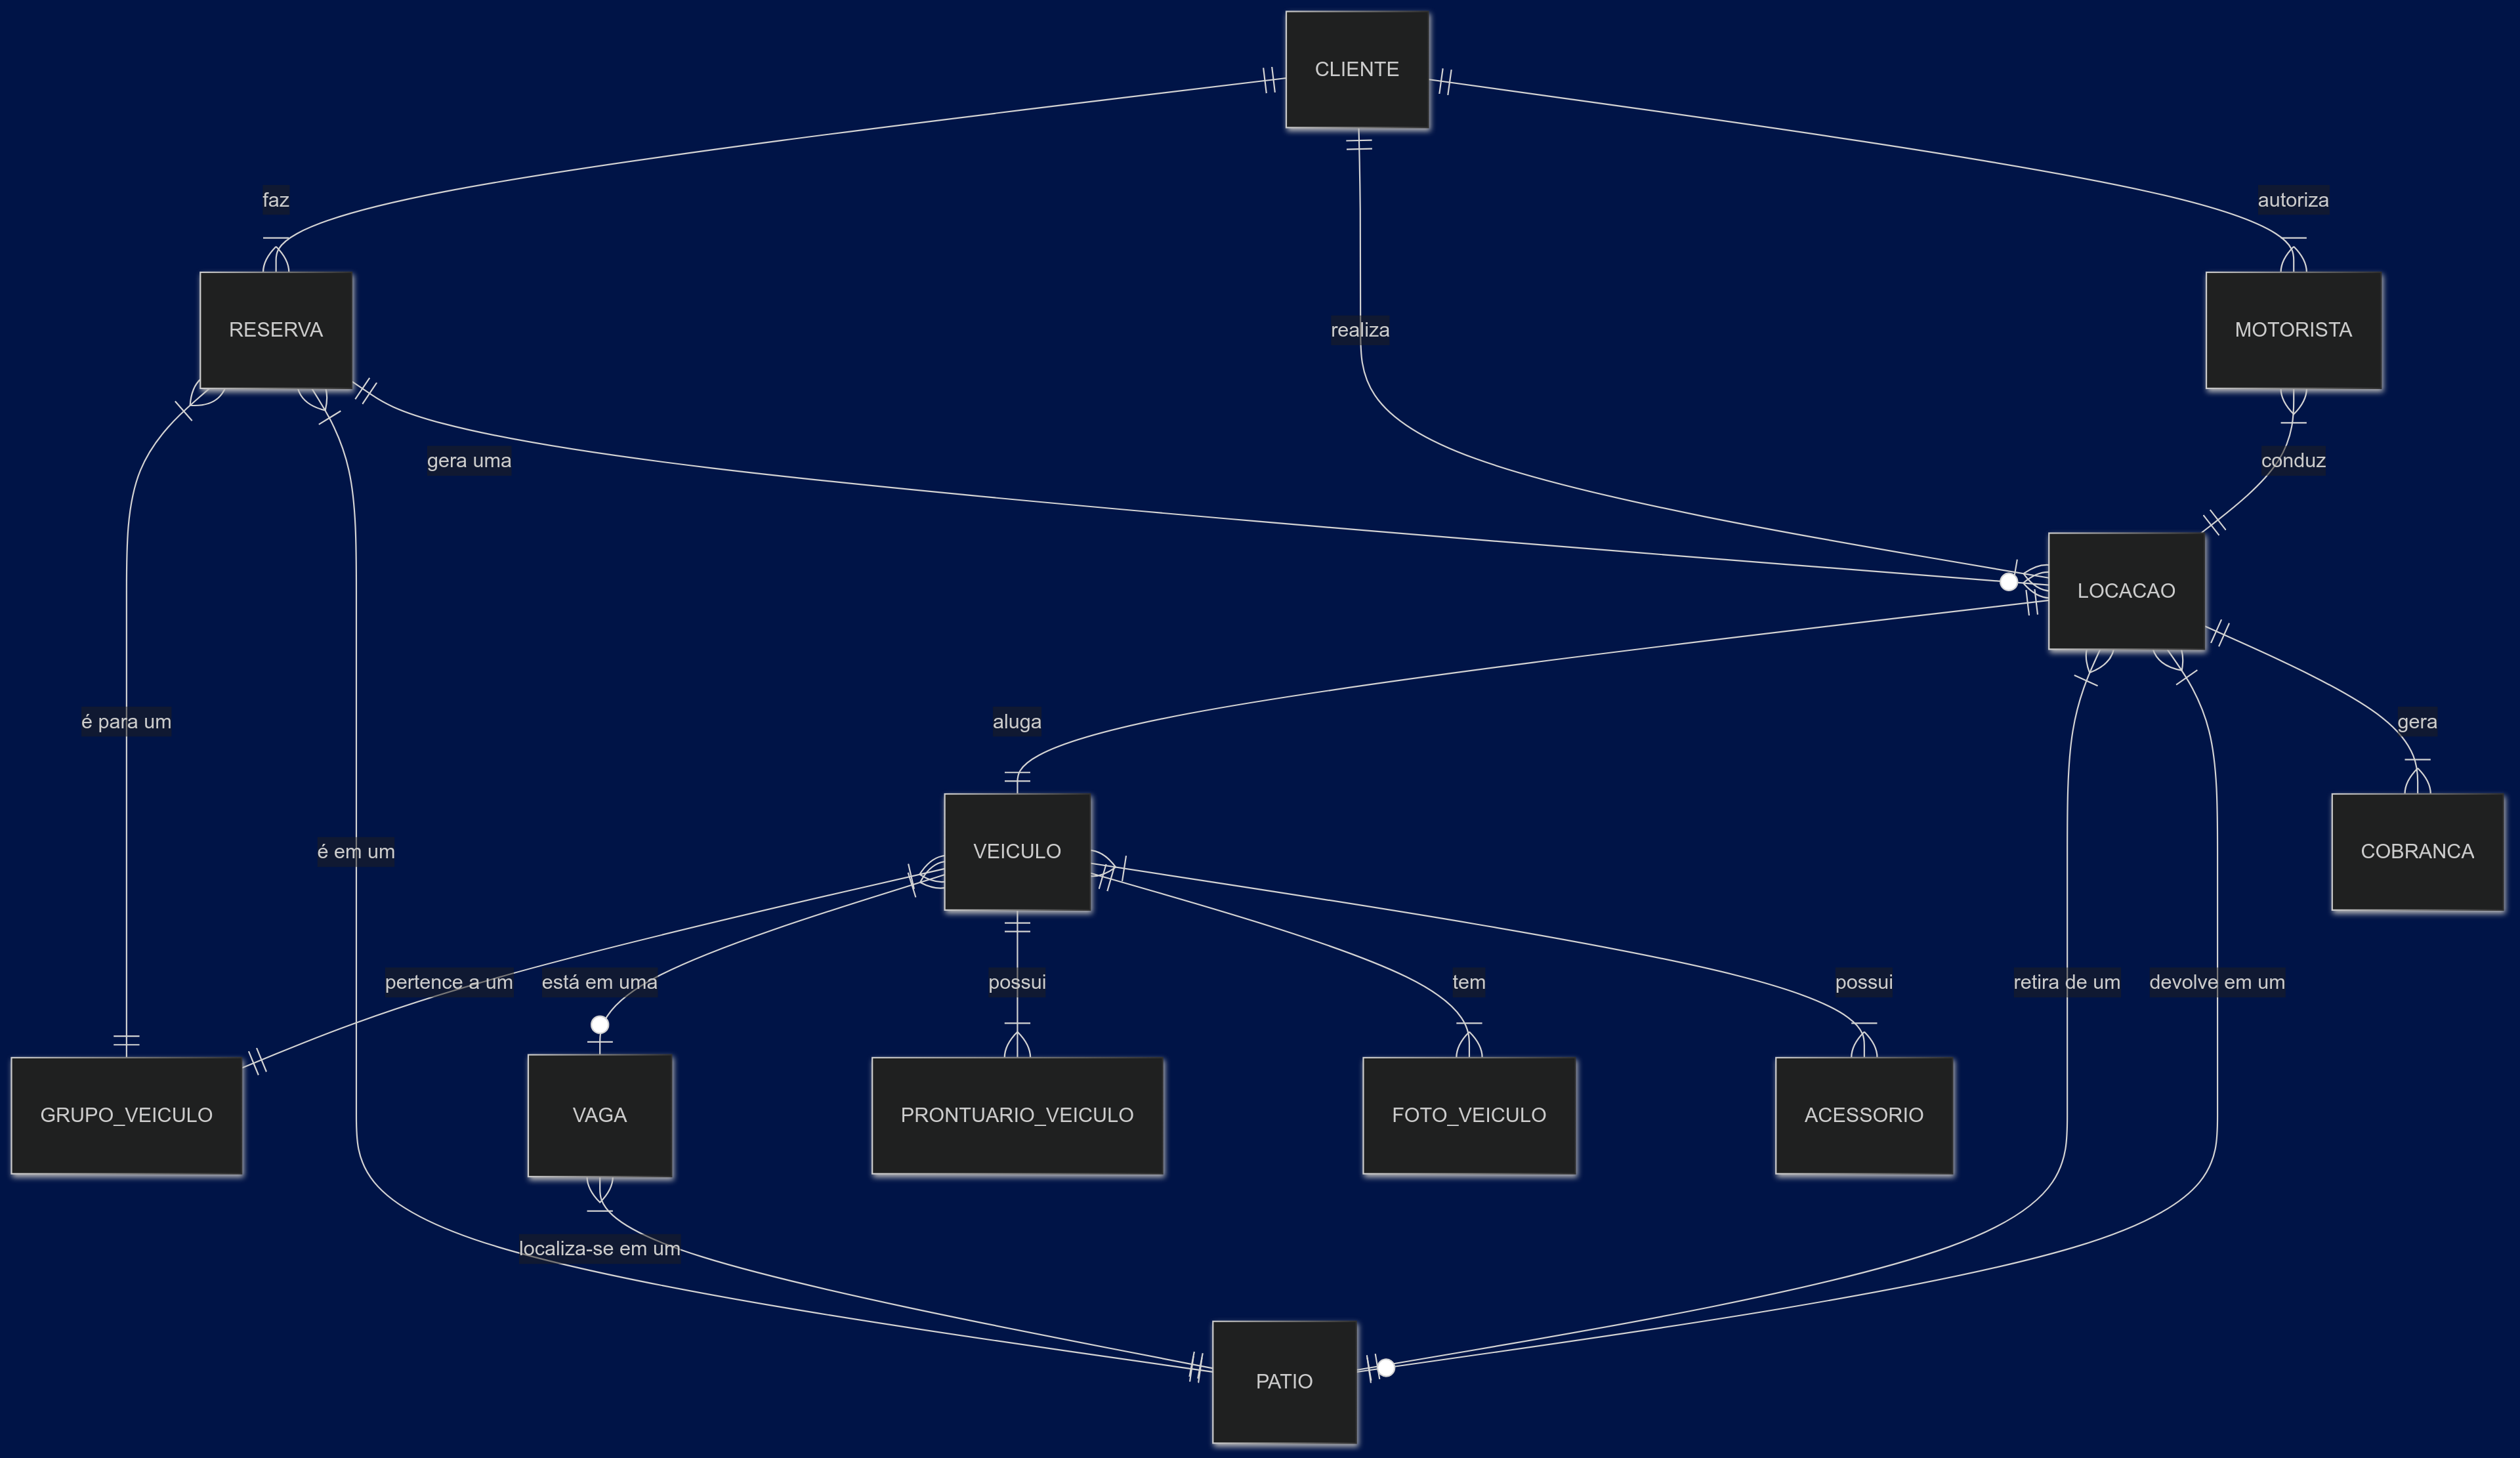 CLIENTE
faz
autoriza
RESERVA
realiza
MOTORISTA
gera uma
conduz
LOCACAO
é para um
aluga
gera
é em um
VEICULO
COBRANCA
pertence a um
está em uma
possui
tem
possui
retira de um
devolve em um
GRUPO_VEICULO
VAGA
PRONTUARIO_VEICULO
FOTO_VEICULO
ACESSORIO
localiza-se em um
PATIO